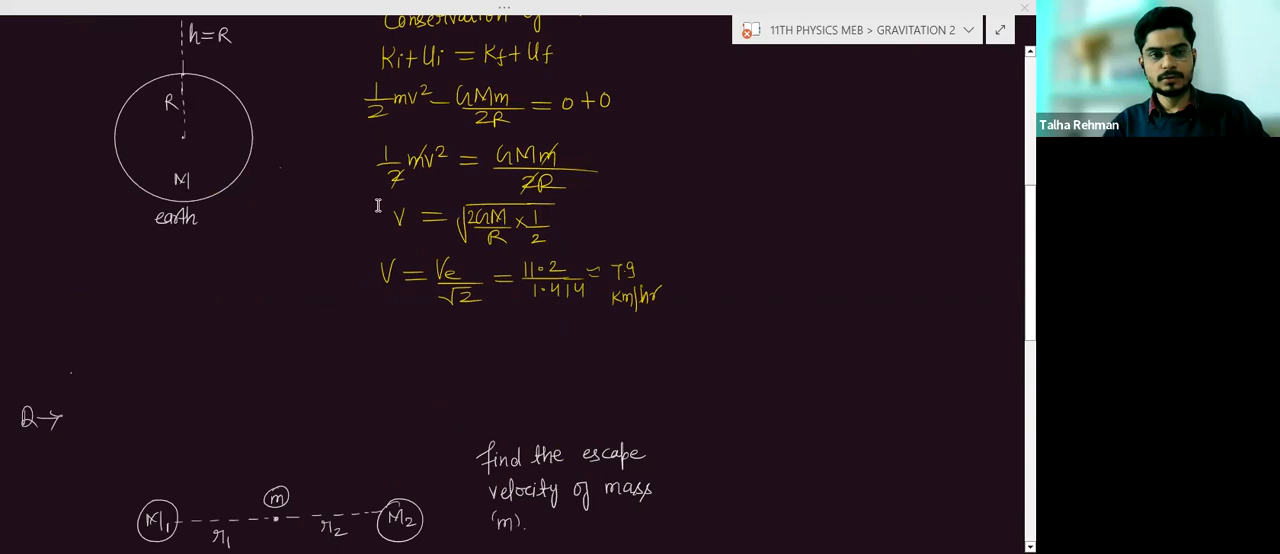 Conservation of
h=R
Ki+Ui = Kf+Uf
R
1/2 mv² - GMm/2R = 0+0
1/2 mv² = GMm/2R
M
earth
v = √(2GM/R × 1/2)
V = Ve/√2 = 11.2/1.414 = 7.9
Km/hr
Q→
find the escape
velocity of mass
'm'.
m
M1
r1
r2
M2
11TH PHYSICS MEB > GRAVITATION 2
Talha Rehman